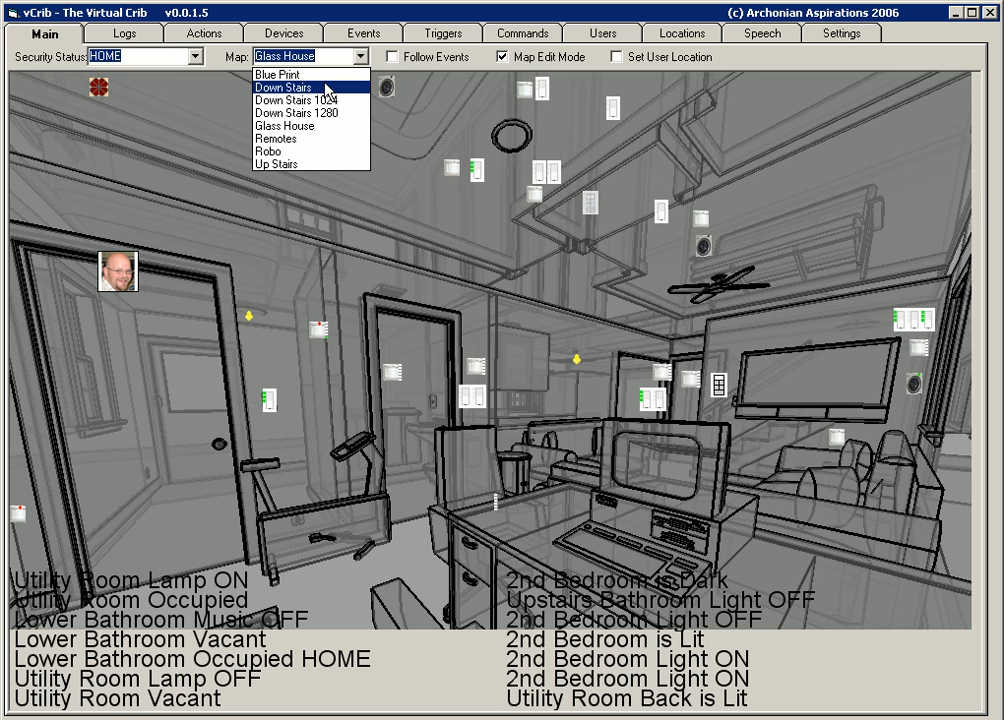 vCrib - The Virtual Crib v0.0.1.5 (c) Archonian Aspirations 2006
Main Logs Actions Devices Events Triggers Commands Users Locations Speech Settings
Security Status: HOME Map: Glass House Follow Events Map Edit Mode Set User Location
Blue Print
Down Stairs
Down Stairs 1024
Down Stairs 1280
Glass House
Remotes
Robo
Up Stairs
Utility Room Lamp ON
Utility Room Occupied
Lower Bathroom Music OFF
Lower Bathroom Vacant
Lower Bathroom Occupied HOME
Utility Room Lamp OFF
Utility Room Vacant
2nd Bedroom is Dark
Upstairs Bathroom Light OFF
2nd Bedroom Light OFF
2nd Bedroom is Lit
2nd Bedroom Light ON
2nd Bedroom Light ON
Utility Room Back is Lit